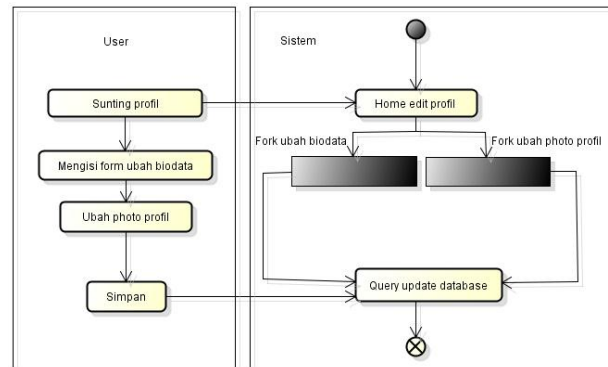 User
Sistem
Sunting profil
Home edit profil
Fork ubah biodata
Fork ubah photo profil
Mengisi form ubah biodata
Ubah photo profil
Simpan
Query update database